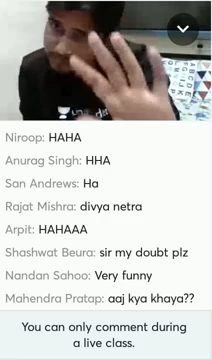 Niroop: HAHA
Anurag Singh: HHA
San Andrews: Ha
Rajat Mishra: divya netra
Arpit: HAHAAA
Shashwat Beura: sir my doubt plz
Nandan Sahoo: Very funny
Mahendra Pratap: aaj kya khaya??
You can only comment during
a live class.